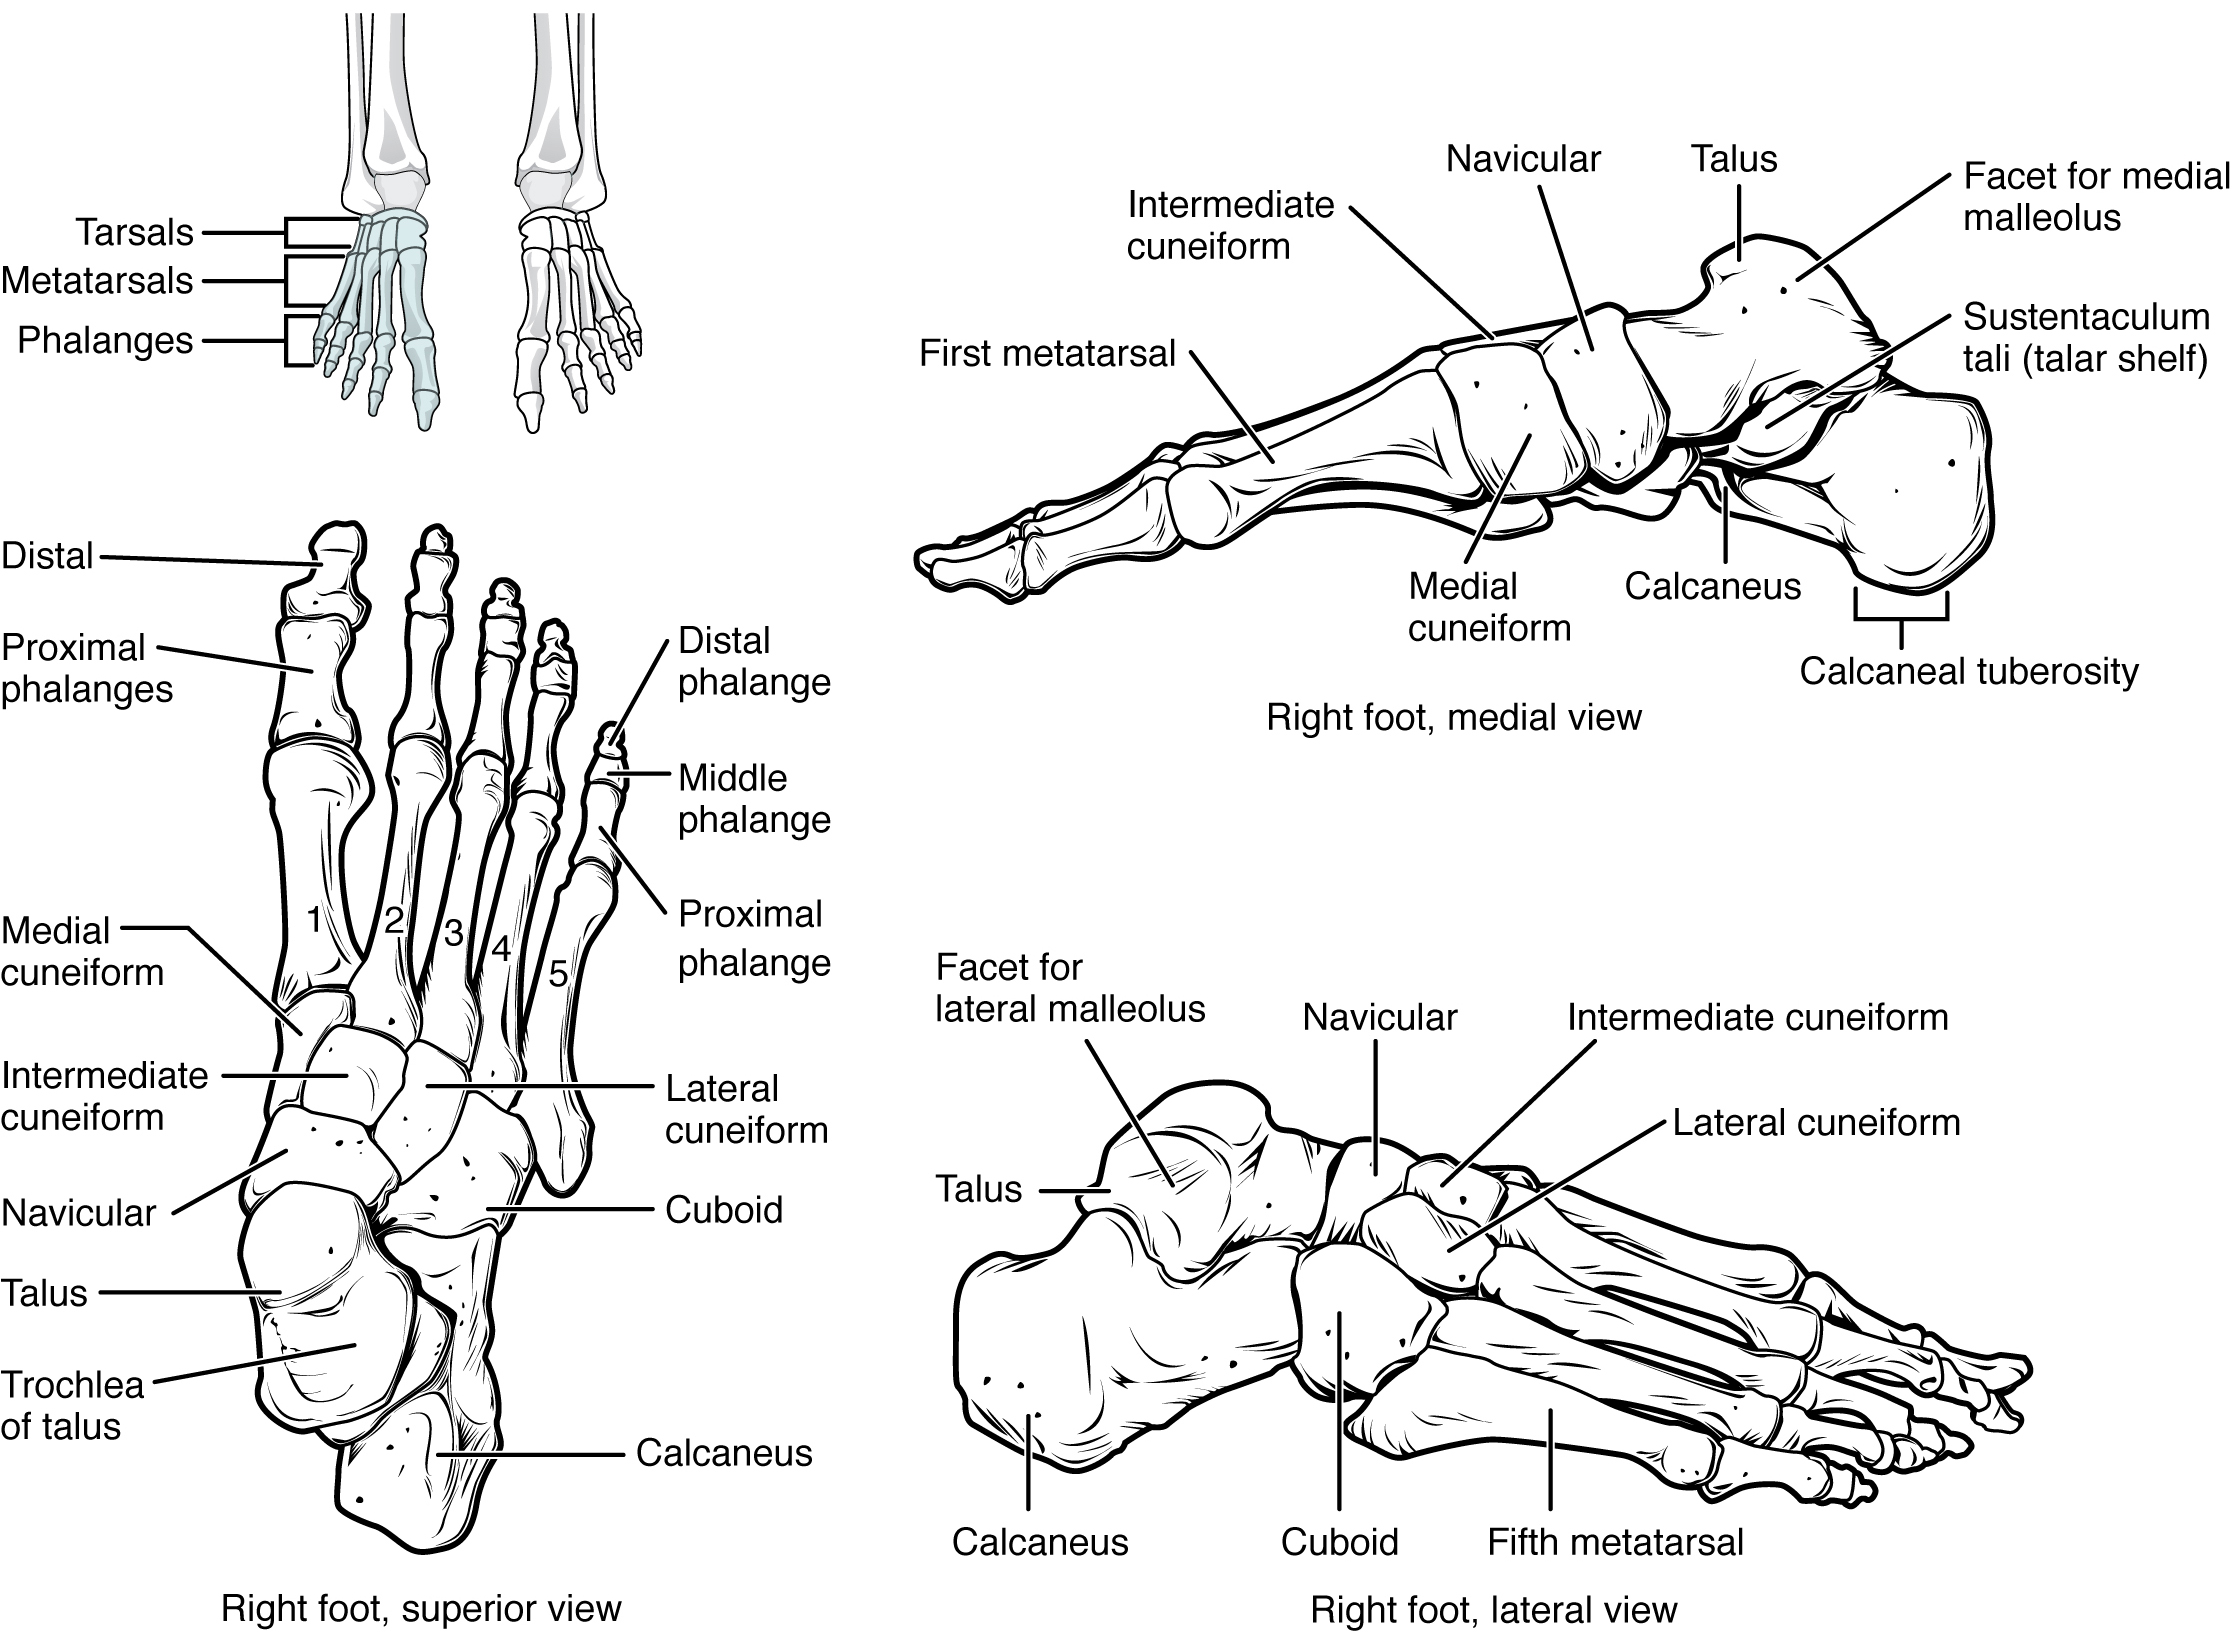 Tarsals
Metatarsals
Phalanges
Distal
Proximal
phalanges
Distal
phalange
Middle
phalange
Proximal
phalange
1
2
3
4
5
Medial
cuneiform
Intermediate
cuneiform
Lateral
cuneiform
Navicular
Cuboid
Talus
Trochlea
of talus
Calcaneus
Right foot, superior view
Navicular
Talus
Facet for medial
malleolus
Intermediate
cuneiform
Sustentaculum
tali (talar shelf)
First metatarsal
Medial
cuneiform
Calcaneus
Calcaneal tuberosity
Right foot, medial view
Facet for
lateral malleolus
Navicular
Intermediate cuneiform
Lateral cuneiform
Talus
Calcaneus
Cuboid
Fifth metatarsal
Right foot, lateral view